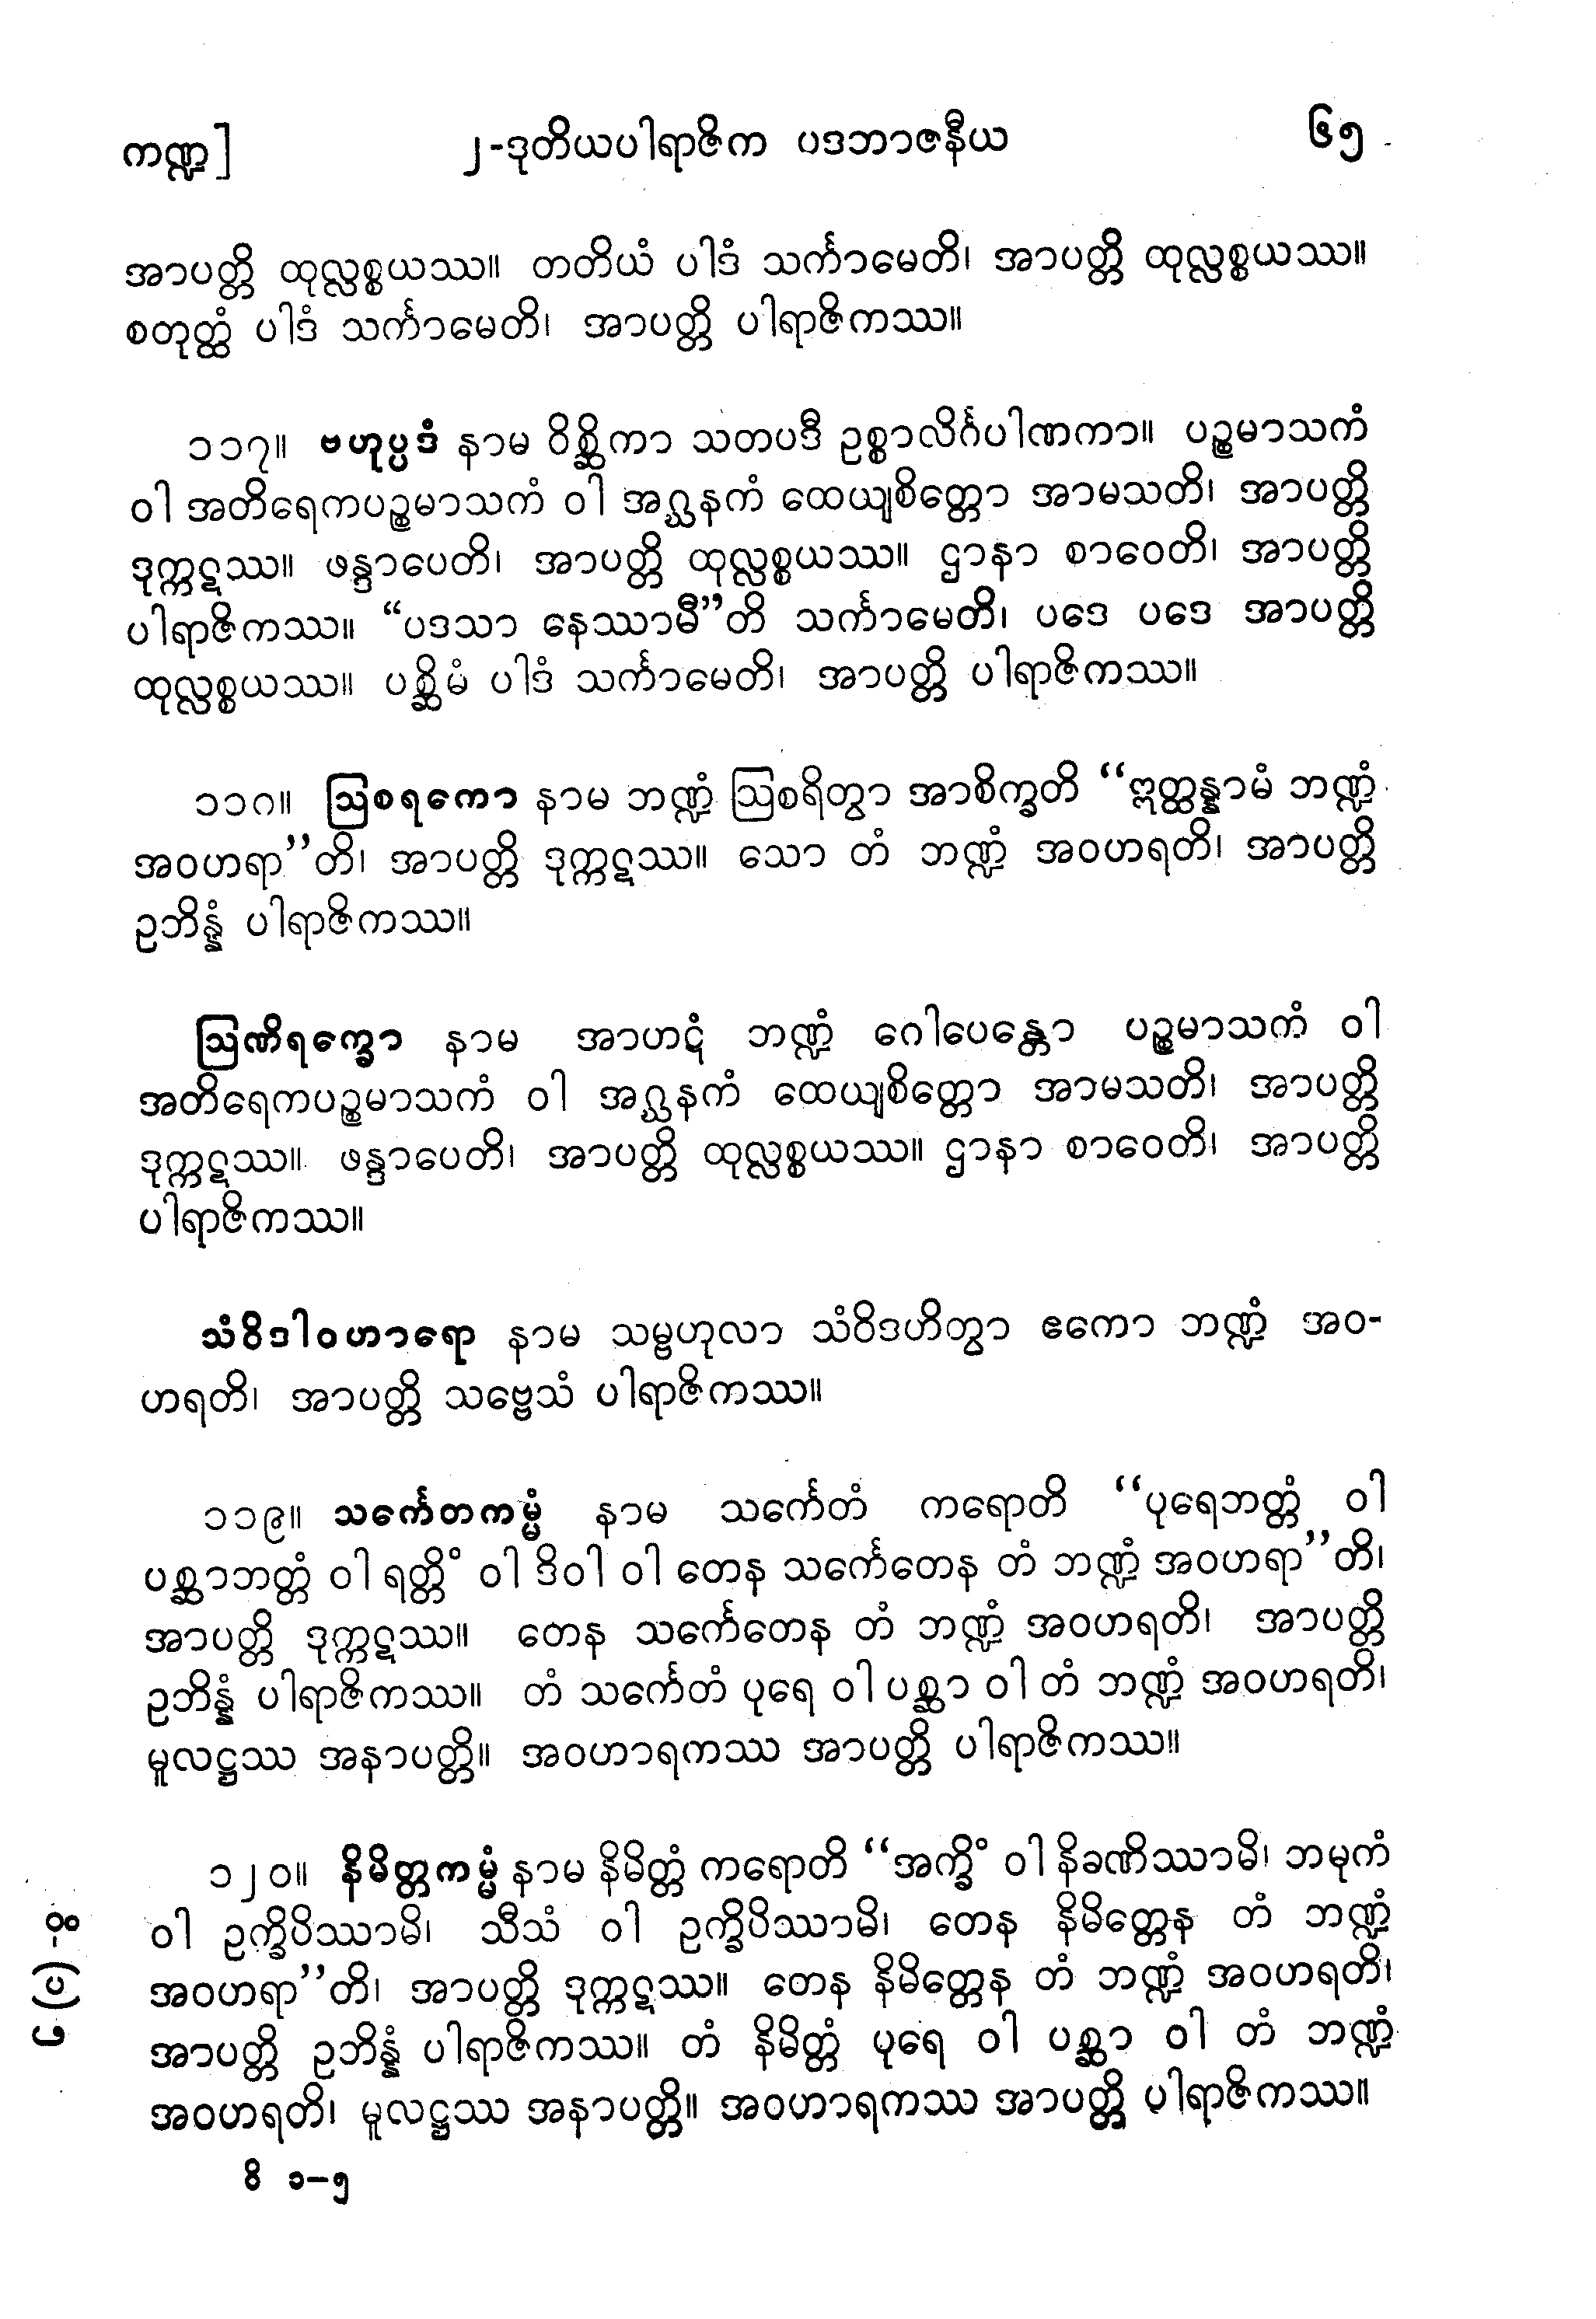 ကဏ္ဍ]
၂-ဒုတိယပါရာဇိက ပဒဘာဇနီယ
၆၅
အာပတ္တိ ထုလ္လစ္စယဿ။ တတိယံ ပါဒံ သင်္ကာမေတိ၊ အာပတ္တိ ထုလ္လစ္စယဿ။
စတုတ္ထံ ပါဒံ သင်္ကာမေတိ၊ အာပတ္တိ ပါရာဇိကဿ။
၁၁၇။ ဗဟုပ္ပဒံ နာမ ဝိစ္ဆိကာ သတပဒီ ဥစ္စာလိင်္ဂပါဏကာ။ ပဉ္စမာသကံ
ဝါ အတိရေကပဉ္စမာသကံ ဝါ အဂ္ဃနကံ ထေယျစိတ္တော အာမသတိ၊ အာပတ္တိ
ဒုက္ကဋဿ။ ဖန္ဒာပေတိ၊ အာပတ္တိ ထုလ္လစ္စယဿ။ ဌာနာ စာဝေတိ၊ အာပတ္တိ
ပါရာဇိကဿ။ “ပဒသာ နေဿာမီ”တိ သင်္ကာမေတိ၊ ပဒေ ပဒေ အာပတ္တိ
ထုလ္လစ္စယဿ။ ပစ္ဆိမံ ပါဒံ သင်္ကာမေတိ၊ အာပတ္တိ ပါရာဇိကဿ။
၁၁၈။ ဩစရကော နာမ ဘဏ္ဍံ ဩစရိတွာ အာစိက္ခတိ “ဣတ္ထန္နာမံ ဘဏ္ဍံ
အဝဟရာ”တိ၊ အာပတ္တိ ဒုက္ကဋဿ။ သော တံ ဘဏ္ဍံ အဝဟရတိ၊ အာပတ္တိ
ဥဘိန္နံ ပါရာဇိကဿ။
ဩဏိရက္ခော နာမ အာဟဋံ ဘဏ္ဍံ ဂေါပေန္တော ပဉ္စမာသကံ ဝါ
အတိရေကပဉ္စမာသကံ ဝါ အဂ္ဃနကံ ထေယျစိတ္တော အာမသတိ၊ အာပတ္တိ
ဒုက္ကဋဿ။ ဖန္ဒာပေတိ၊ အာပတ္တိ ထုလ္လစ္စယဿ။ ဌာနာ စာဝေတိ၊ အာပတ္တိ
ပါရာဇိကဿ။
သံဝိဒါဝဟာရော နာမ သမ္ဗဟုလာ သံဝိဒဟိတွာ ဧကော ဘဏ္ဍံ အဝ-
ဟရတိ၊ အာပတ္တိ သဗ္ဗေသံ ပါရာဇိကဿ။
၁၁၉။ သင်္ကေတကမ္မံ နာမ သင်္ကေတံ ကရောတိ “ပုရေဘတ္တံ ဝါ
ပစ္ဆာဘတ္တံ ဝါ ရတ္တိံ ဝါ ဒိဝါ ဝါ တေန သင်္ကေတေန တံ ဘဏ္ဍံ အဝဟရာ”တိ၊
အာပတ္တိ ဒုက္ကဋဿ။ တေန သင်္ကေတေန တံ ဘဏ္ဍံ အဝဟရတိ၊ အာပတ္တိ
ဥဘိန္နံ ပါရာဇိကဿ။ တံ သင်္ကေတံ ပုရေ ဝါ ပစ္ဆာ ဝါ တံ ဘဏ္ဍံ အဝဟရတိ၊
မူလဋ္ဌဿ အနာပတ္တိ။ အဝဟာရကဿ အာပတ္တိ ပါရာဇိကဿ။
၁၂၀။ နိမိတ္တကမ္မံ နာမ နိမိတ္တံ ကရောတိ “အက္ခိံ ဝါ နိခဏိဿာမိ၊ ဘမုကံ
ဝါ ဥက္ခိပိဿာမိ၊ သီသံ ဝါ ဥက္ခိပိဿာမိ၊ တေန နိမိတ္တေန တံ ဘဏ္ဍံ
အဝဟရာ”တိ၊ အာပတ္တိ ဒုက္ကဋဿ။ တေန နိမိတ္တေန တံ ဘဏ္ဍံ အဝဟရတိ၊
အာပတ္တိ ဥဘိန္နံ ပါရာဇိကဿ။ တံ နိမိတ္တံ ပုရေ ဝါ ပစ္ဆာ ဝါ တံ ဘဏ္ဍံ
အဝဟရတိ၊ မူလဋ္ဌဿ အနာပတ္တိ။ အဝဟာရကဿ အာပတ္တိ ပါရာဇိကဿ။
ဝိ ၁-၅